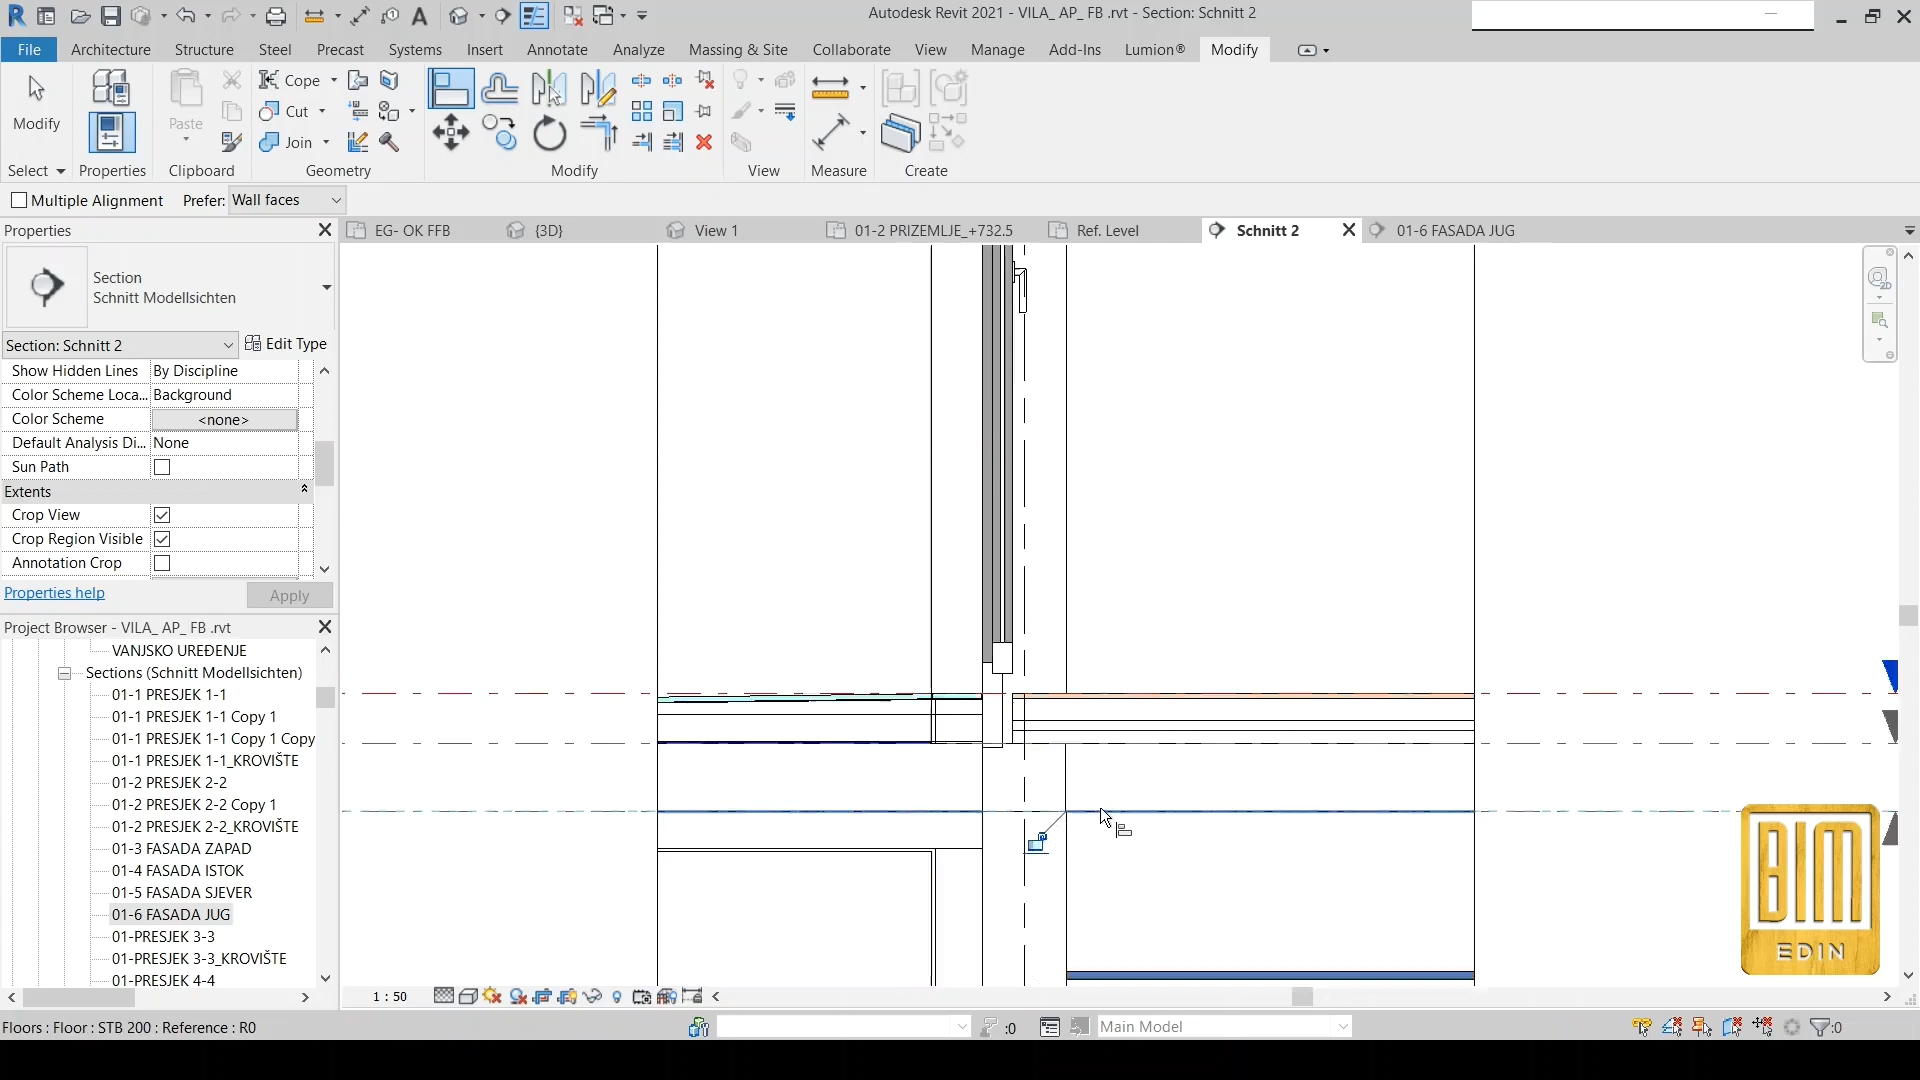 Autodesk Revit 2021 - VILA_ AP_ FB .rvt - Section: Schnitt 2
File Architecture Structure Steel Precast Systems Insert Annotate Analyze Massing & Site Collaborate View Manage Add-Ins Lumion® Modify
Modify
Paste
Cope
Cut
Join
Select Properties Clipboard Geometry Modify View Measure Create
Multiple Alignment Prefer: Wall faces
Properties
EG- OK FFB {3D} View 1 01-2 PRIZEMLJE_+732.5 Ref. Level Schnitt 2 01-6 FASADA JUG
Section
Schnitt Modellsichten
Section: Schnitt 2 Edit Type
Show Hidden Lines By Discipline
Color Scheme Loca... Background
Color Scheme <none>
Default Analysis Di... None
Sun Path
Extents
Crop View
Crop Region Visible
Annotation Crop
Properties help Apply
Project Browser - VILA_ AP_ FB .rvt
VANJSKO UREĐENJE
Sections (Schnitt Modellsichten)
01-1 PRESJEK 1-1
01-1 PRESJEK 1-1 Copy 1
01-1 PRESJEK 1-1 Copy 1 Copy
01-1 PRESJEK 1-1_KROVIŠTE
01-2 PRESJEK 2-2
01-2 PRESJEK 2-2 Copy 1
01-2 PRESJEK 2-2_KROVIŠTE
01-3 FASADA ZAPAD
01-4 FASADA ISTOK
01-5 FASADA SJEVER
01-6 FASADA JUG
01-PRESJEK 3-3
01-PRESJEK 3-3_KROVIŠTE
01-PRESJEK 4-4
2D
BIM
EDIN
1 : 50
Floors : Floor : STB 200 : Reference : R0
:0
Main Model
:0